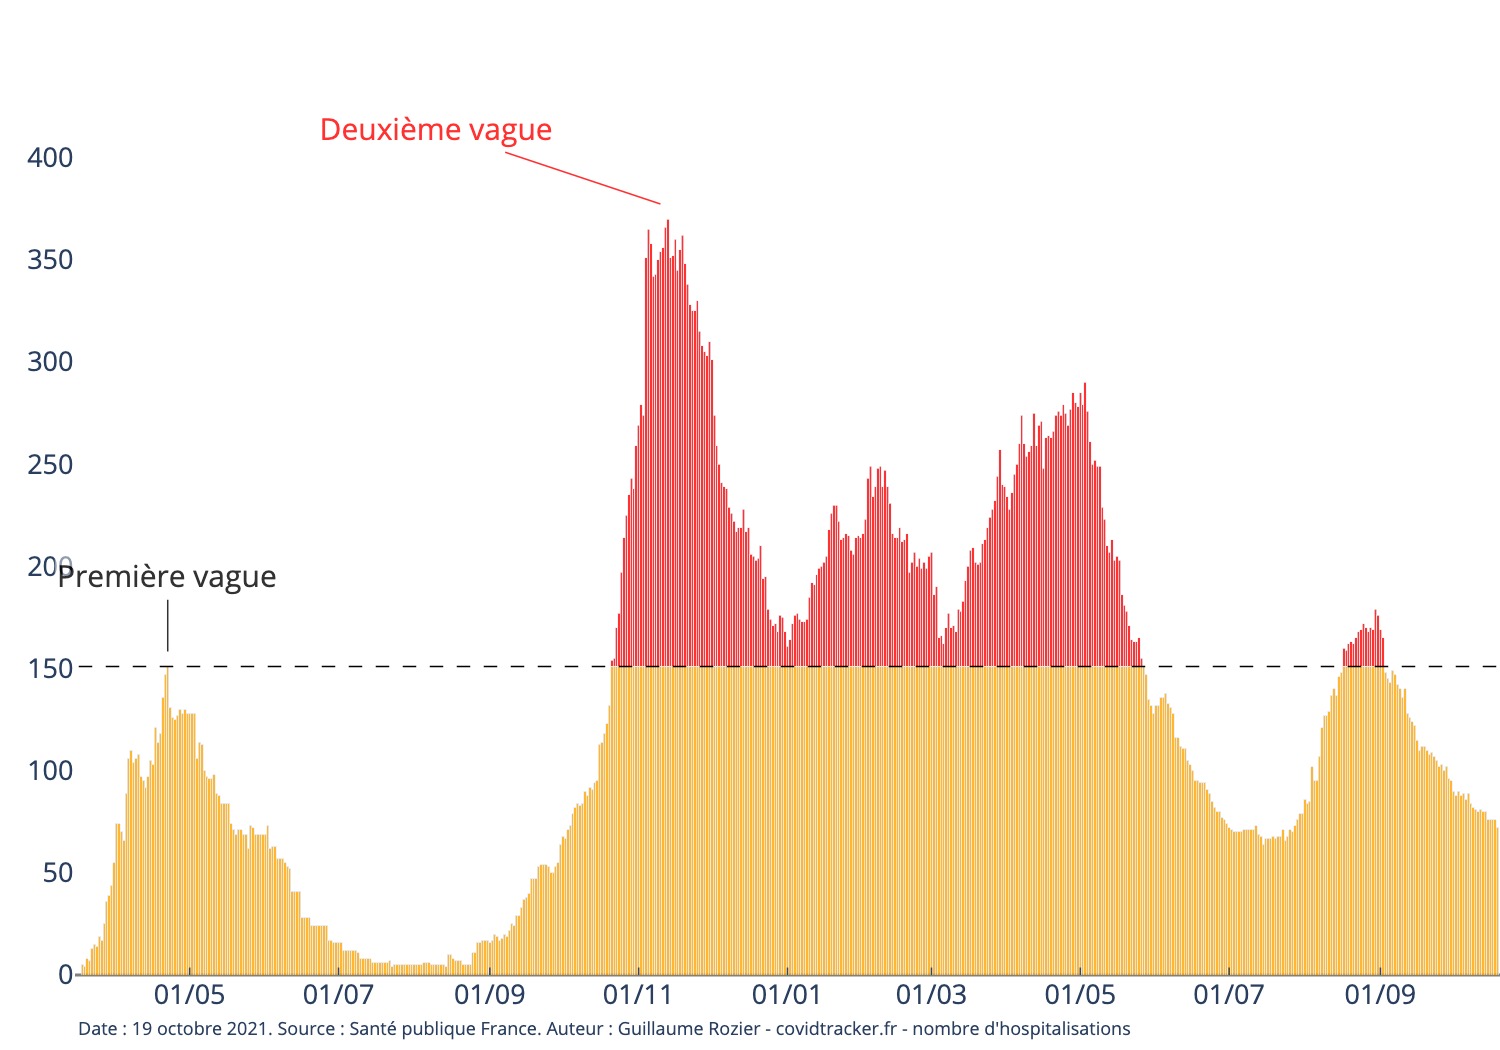 Deuxième vague
400
350
300
250
200
Première vague
150
100
50
0
01/05 01/07 01/09 01/11 01/01 01/03 01/05 01/07 01/09
Date : 19 octobre 2021. Source : Santé publique France. Auteur : Guillaume Rozier - covidtracker.fr - nombre d'hospitalisations